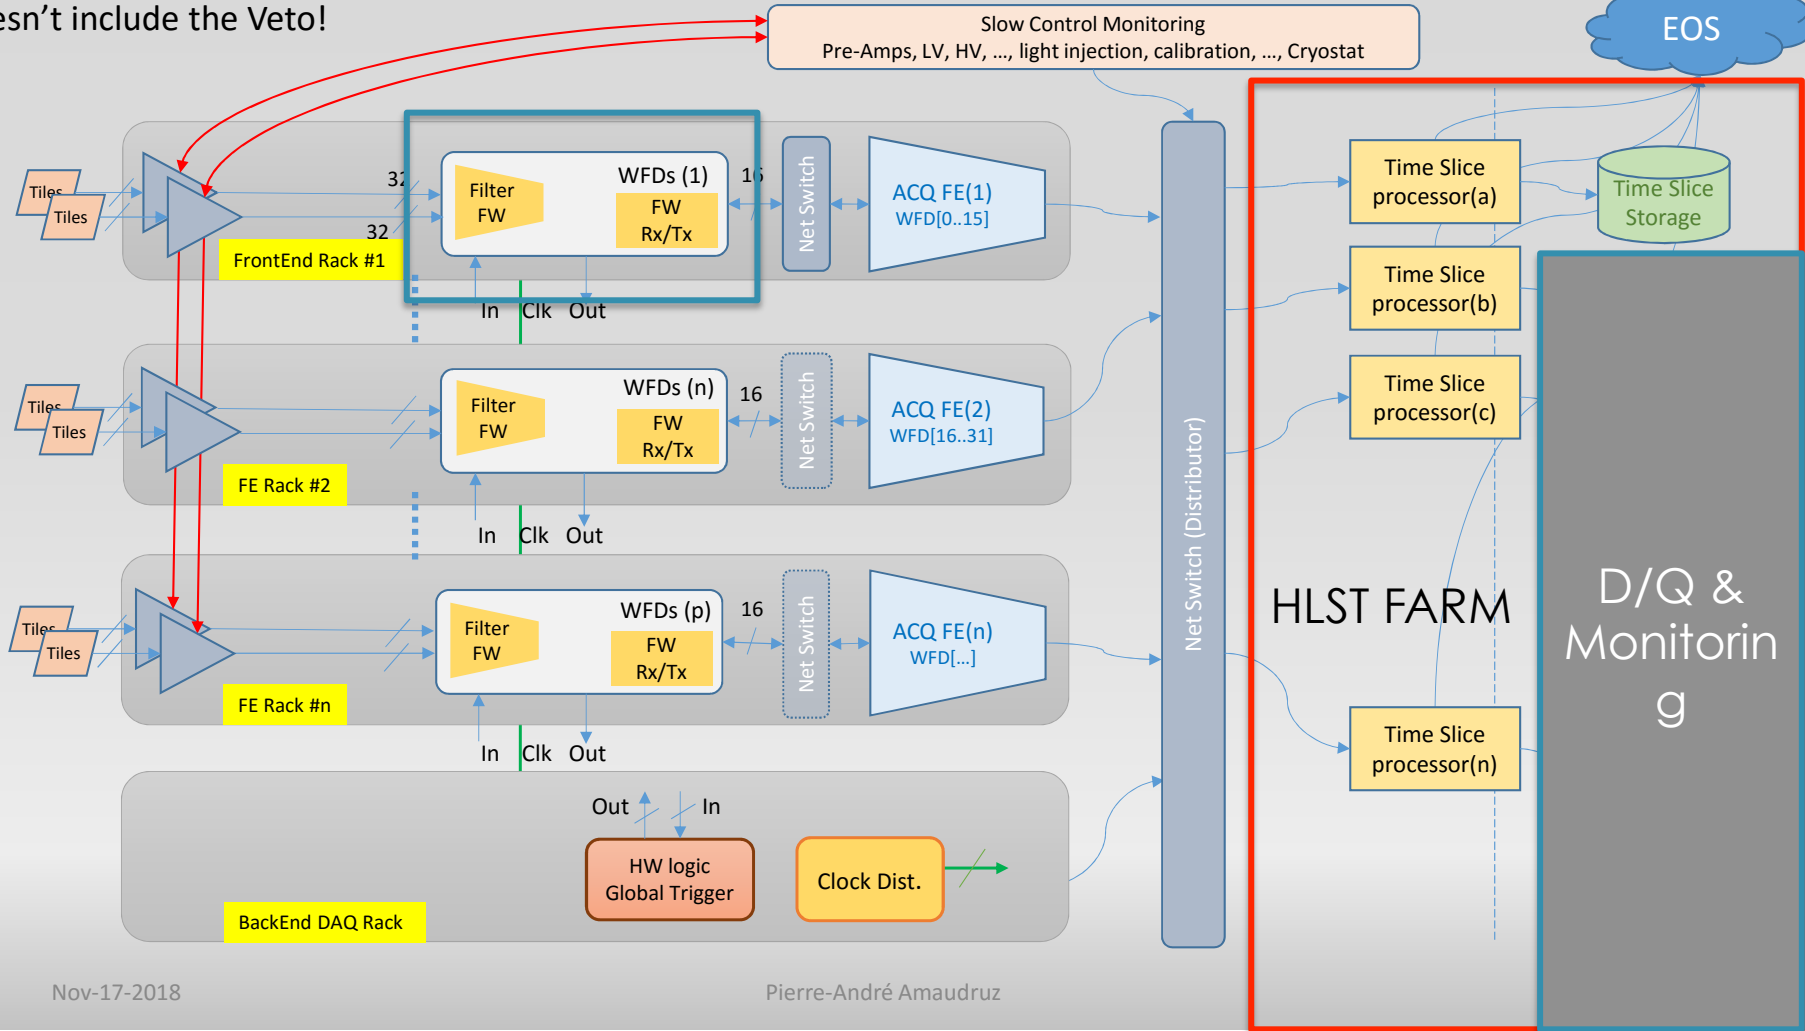 esn't include the Veto!
Slow Control Monitoring
Pre-Amps, LV, HV, ..., light injection, calibration, ..., Cryostat
EOS
Tiles
Tiles
32
32
Filter
FW
WFDs (1)
FW
Rx/Tx
16
Net Switch
ACQ FE(1)
WFD[0..15]
FrontEnd Rack #1
In
Clk
Out
Tiles
Tiles
Filter
FW
WFDs (n)
FW
Rx/Tx
16
Net Switch
ACQ FE(2)
WFD[16..31]
FE Rack #2
In
Clk
Out
Tiles
Tiles
Filter
FW
WFDs (p)
FW
Rx/Tx
16
Net Switch
ACQ FE(n)
WFD[...]
FE Rack #n
In
Clk
Out
Out
In
HW logic
Global Trigger
Clock Dist.
BackEnd DAQ Rack
Net Switch (Distributor)
Time Slice
processor(a)
Time Slice
Storage
Time Slice
processor(b)
Time Slice
processor(c)
HLST FARM
Time Slice
processor(n)
D/Q &
Monitorin
g
Nov-17-2018
Pierre-André Amaudruz